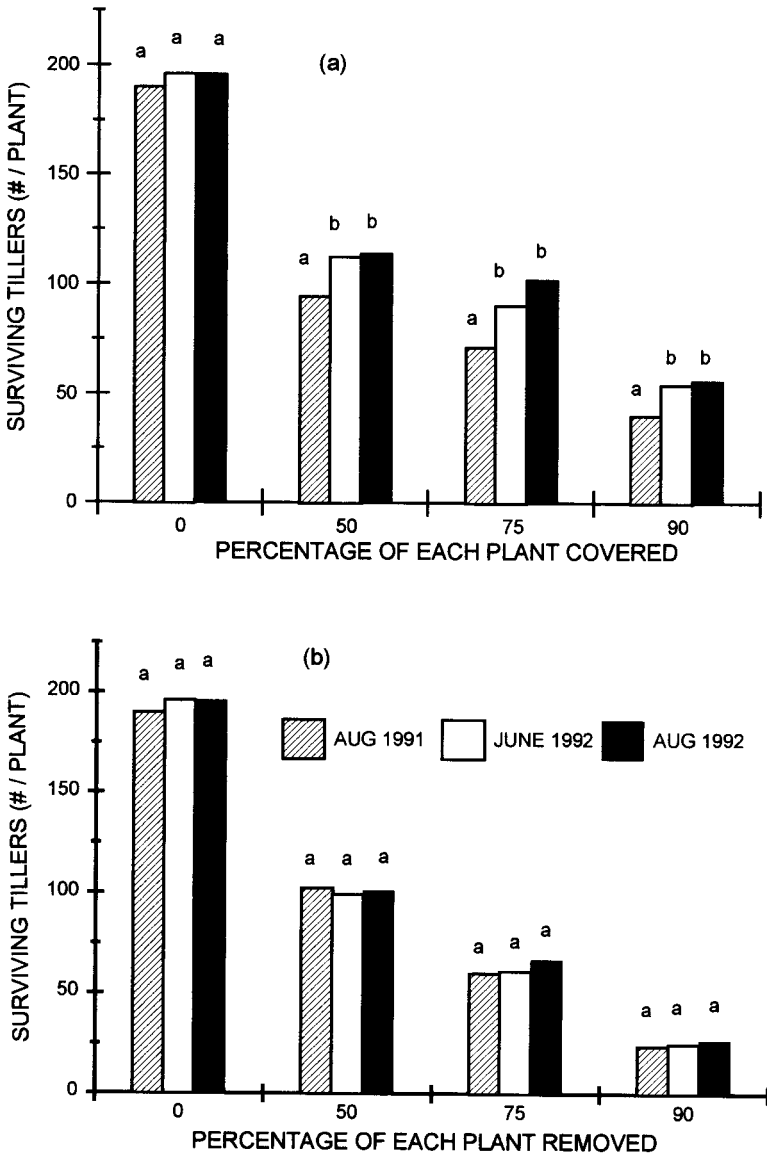 (a)
SURVIVING TILLERS (# / PLANT)
200
150
100
50
0
a a a
a b b
a b b
a b b
0 50 75 90
PERCENTAGE OF EACH PLANT COVERED
(b)
SURVIVING TILLERS (# / PLANT)
200
150
100
50
0
a a a
AUG 1991 JUNE 1992 AUG 1992
a a a
a a a
a a a
0 50 75 90
PERCENTAGE OF EACH PLANT REMOVED